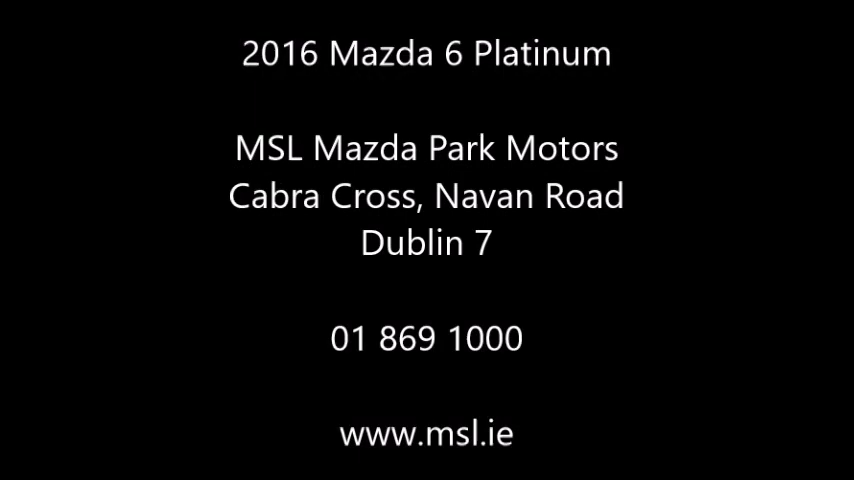 2016 Mazda 6 Platinum
MSL Mazda Park Motors
Cabra Cross, Navan Road
Dublin 7
01 869 1000
www.msl.ie